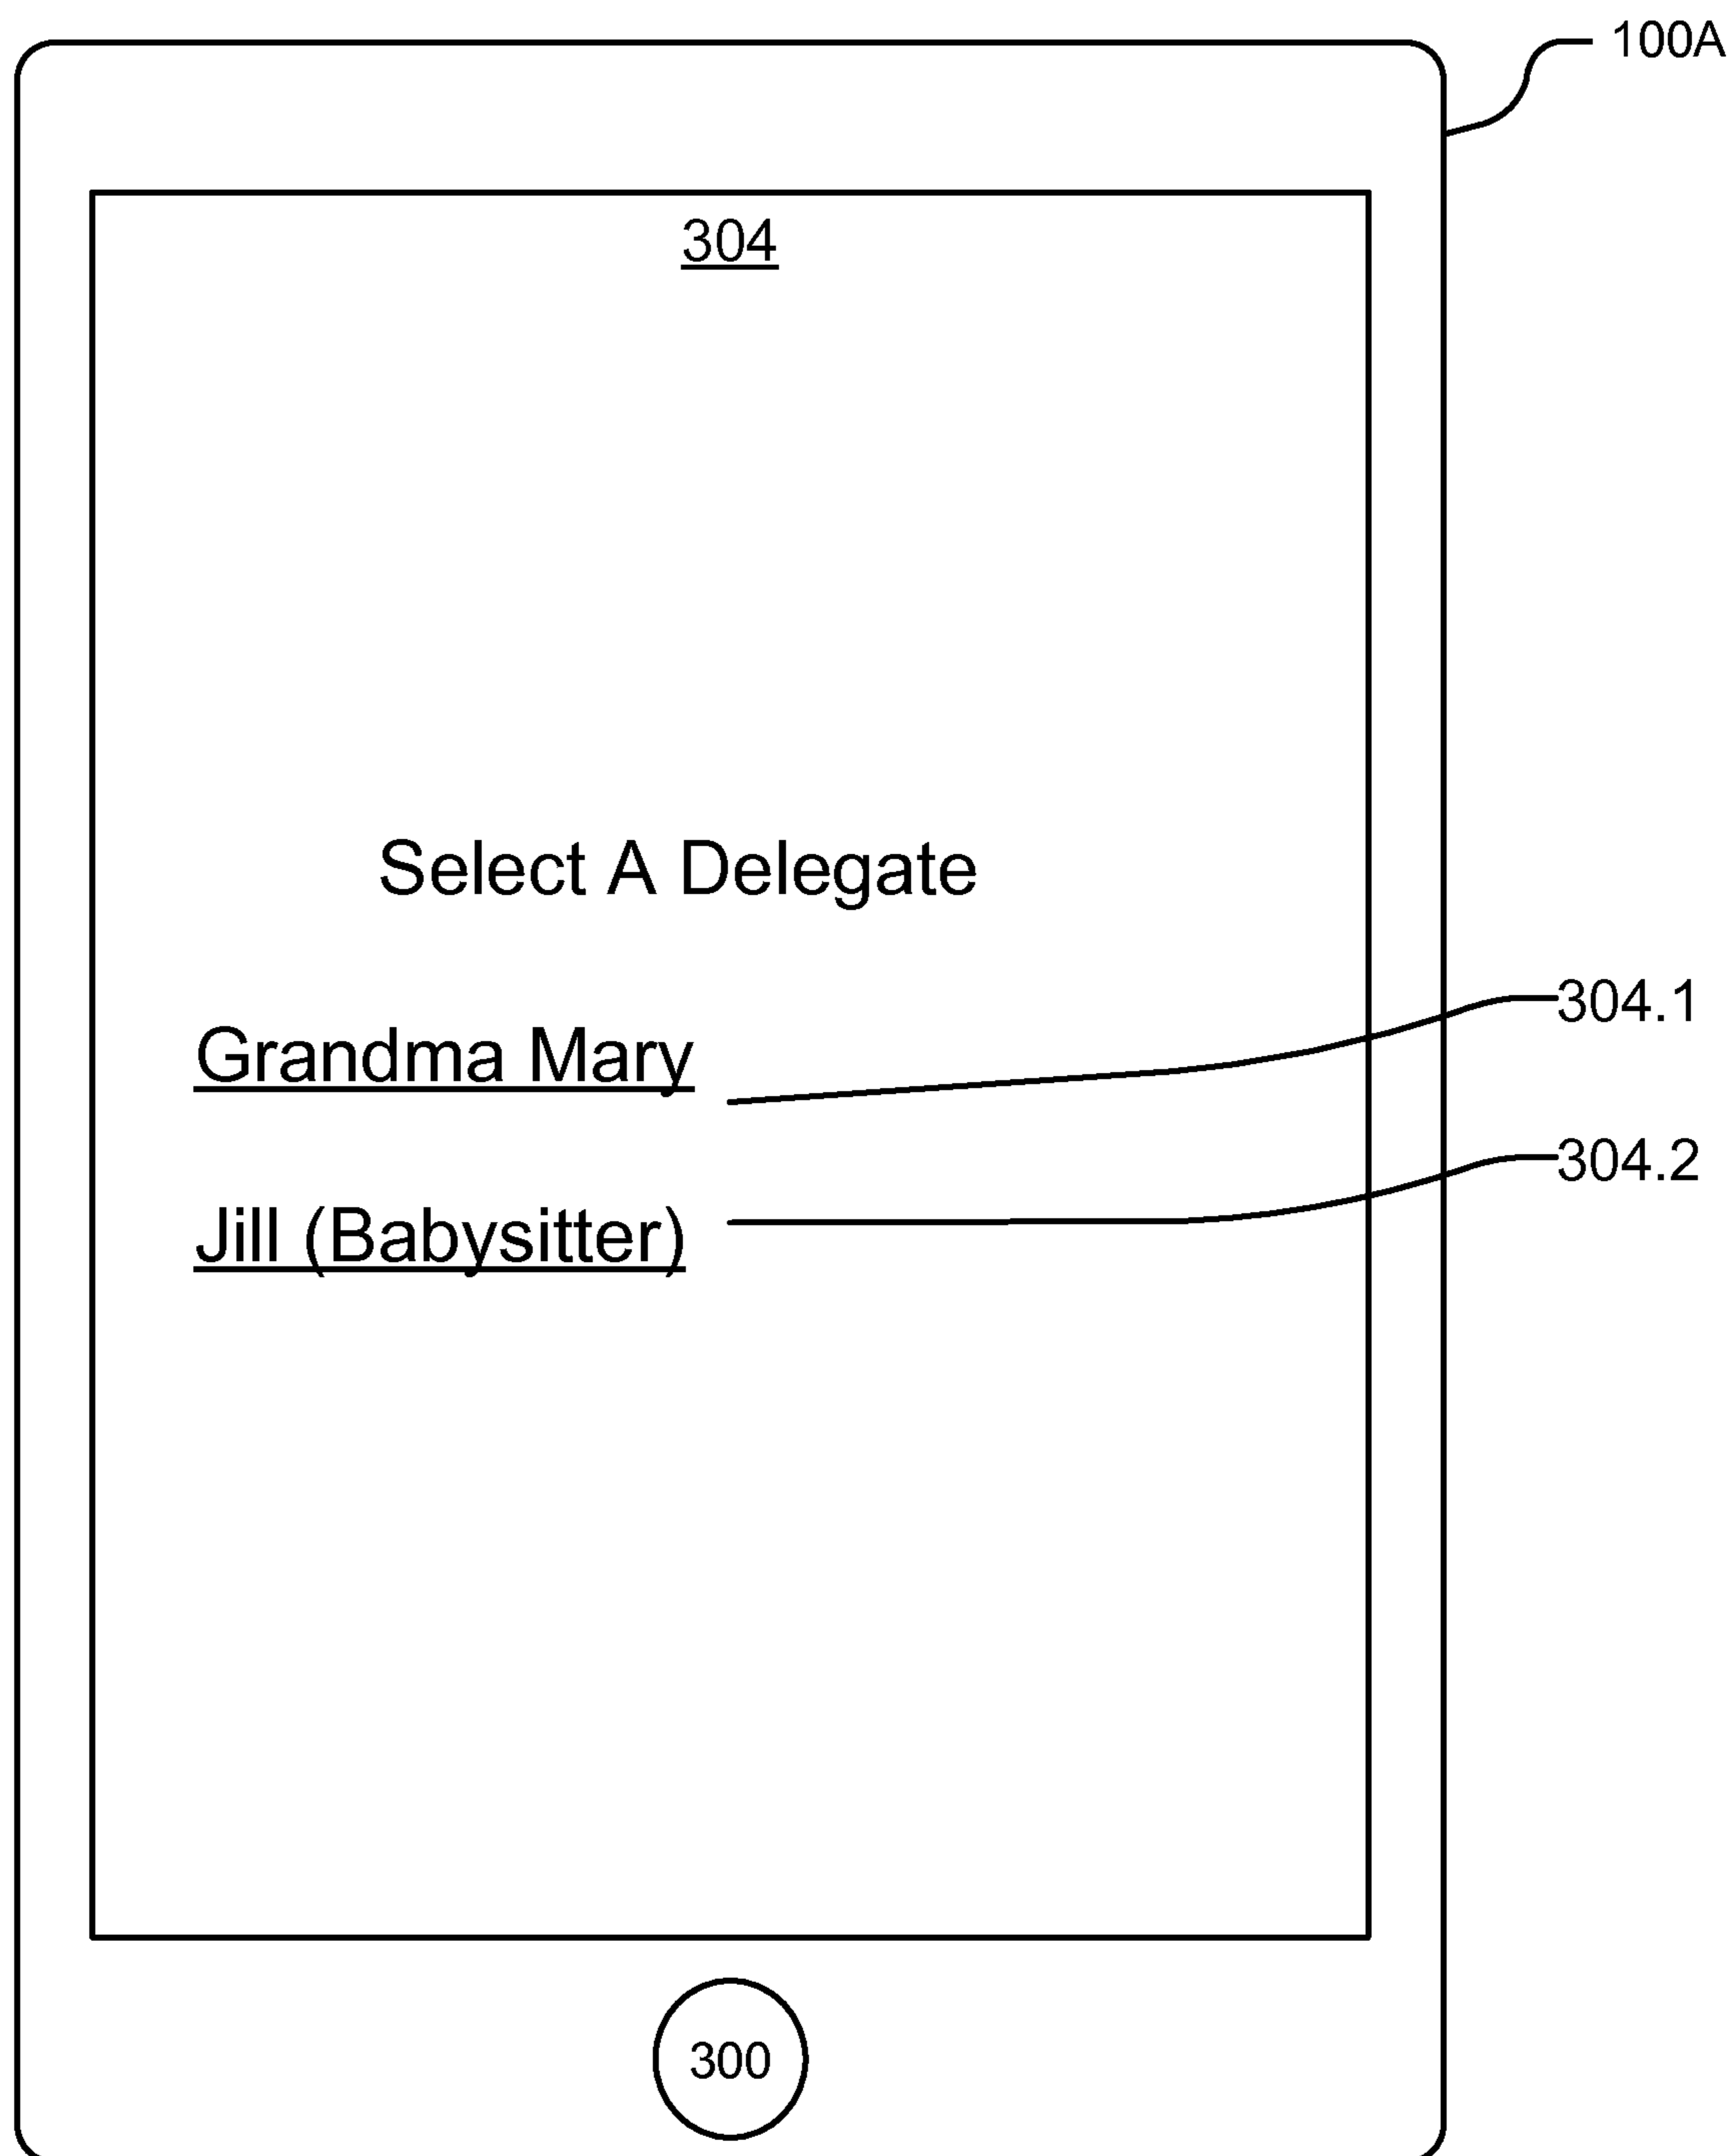 100A
304
Select A Delegate
Grandma Mary
304.1
Jill (Babysitter)
304.2
300